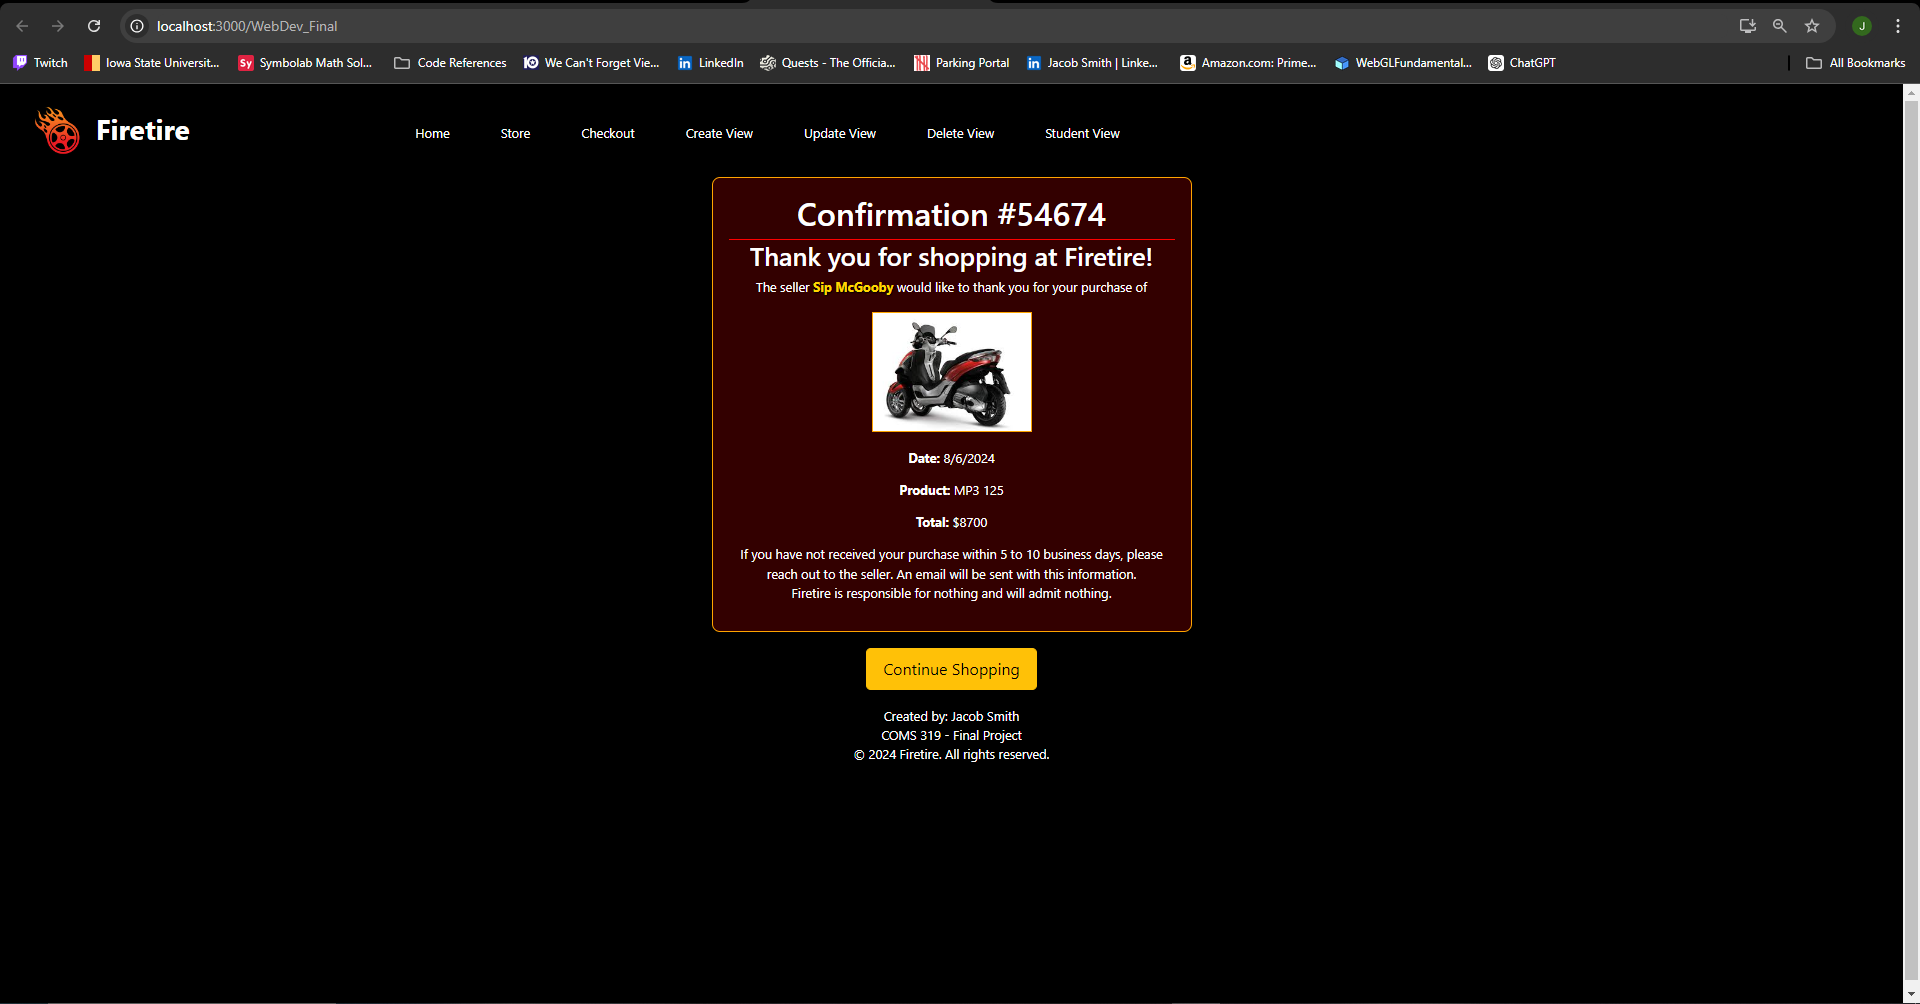 localhost:3000/WebDev_Final
J
Twitch
Iowa State Universit...
Sy Symbolab Math Sol...
Code References
We Can't Forget Vie...
in LinkedIn
Quests - The Officia...
Parking Portal
in Jacob Smith | Linke...
a Amazon.com: Prime...
WebGLFundamental...
ChatGPT
All Bookmarks
Firetire
Home
Store
Checkout
Create View
Update View
Delete View
Student View
Confirmation #54674
Thank you for shopping at Firetire!
The seller Sip McGooby would like to thank you for your purchase of
Date: 8/6/2024
Product: MP3 125
Total: $8700
If you have not received your purchase within 5 to 10 business days, please
reach out to the seller. An email will be sent with this information.
Firetire is responsible for nothing and will admit nothing.
Continue Shopping
Created by: Jacob Smith
COMS 319 - Final Project
© 2024 Firetire. All rights reserved.